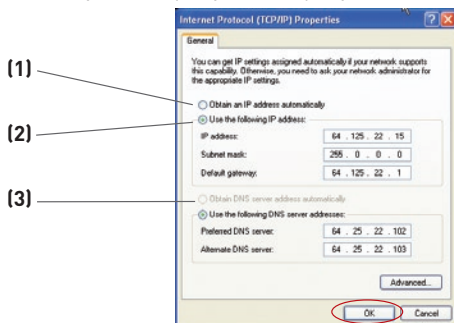 Internet Protocol (TCP/IP) Properties
General
You can get IP settings assigned automatically if your network supports
this capability. Otherwise, you need to ask your network administrator for
the appropriate IP settings.
(1)
Obtain an IP address automatically
(2)
Use the following IP address:
IP address: 64 . 125 . 22 . 15
Subnet mask: 255 . 0 . 0 . 0
Default gateway: 64 . 125 . 22 . 1
(3)
Obtain DNS server address automatically
Use the following DNS server addresses:
Preferred DNS server: 64 . 25 . 22 . 102
Alternate DNS server: 64 . 25 . 22 . 103
Advanced...
OK Cancel